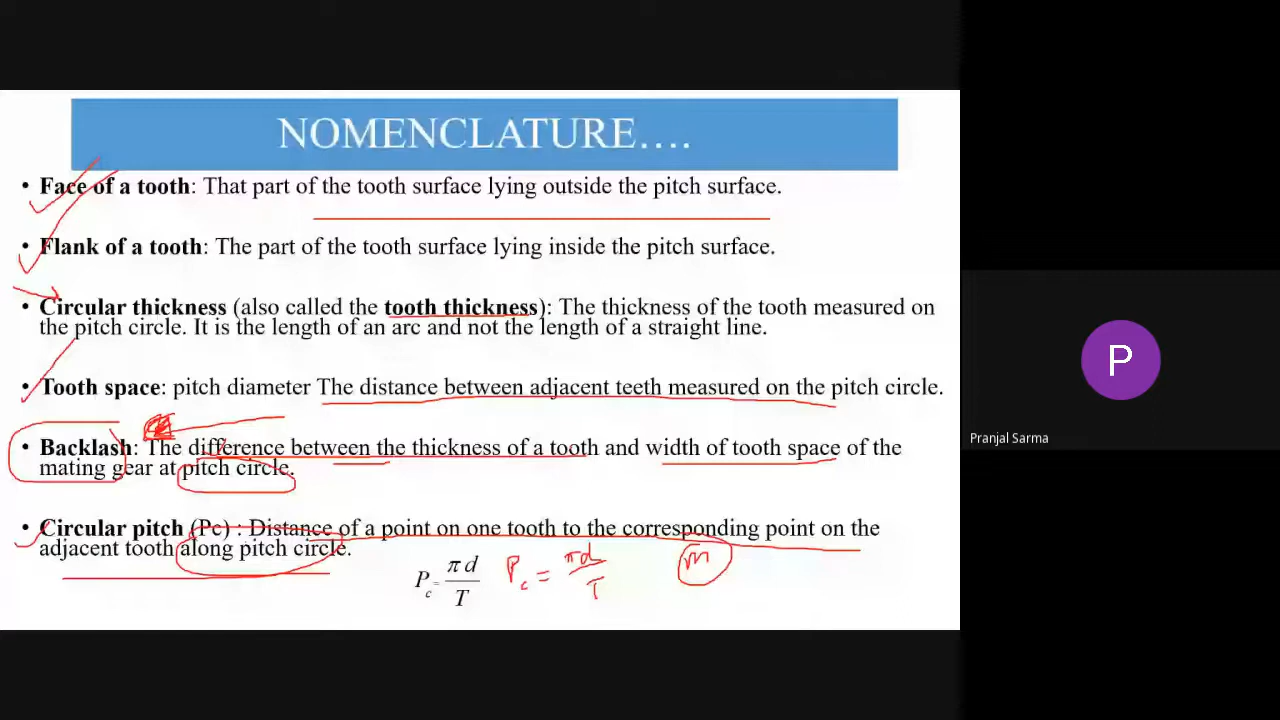 NOMENCLATURE....
• Face of a tooth: That part of the tooth surface lying outside the pitch surface.
• Flank of a tooth: The part of the tooth surface lying inside the pitch surface.
• Circular thickness (also called the tooth thickness): The thickness of the tooth measured on
the pitch circle. It is the length of an arc and not the length of a straight line.
• Tooth space: pitch diameter The distance between adjacent teeth measured on the pitch circle.
• Backlash: The difference between the thickness of a tooth and width of tooth space of the
mating gear at pitch circle.
• Circular pitch (Pc) : Distance of a point on one tooth to the corresponding point on the
adjacent tooth along pitch circle.
P_c = πd/T P_c = πd/T m
P
Pranjal Sarma